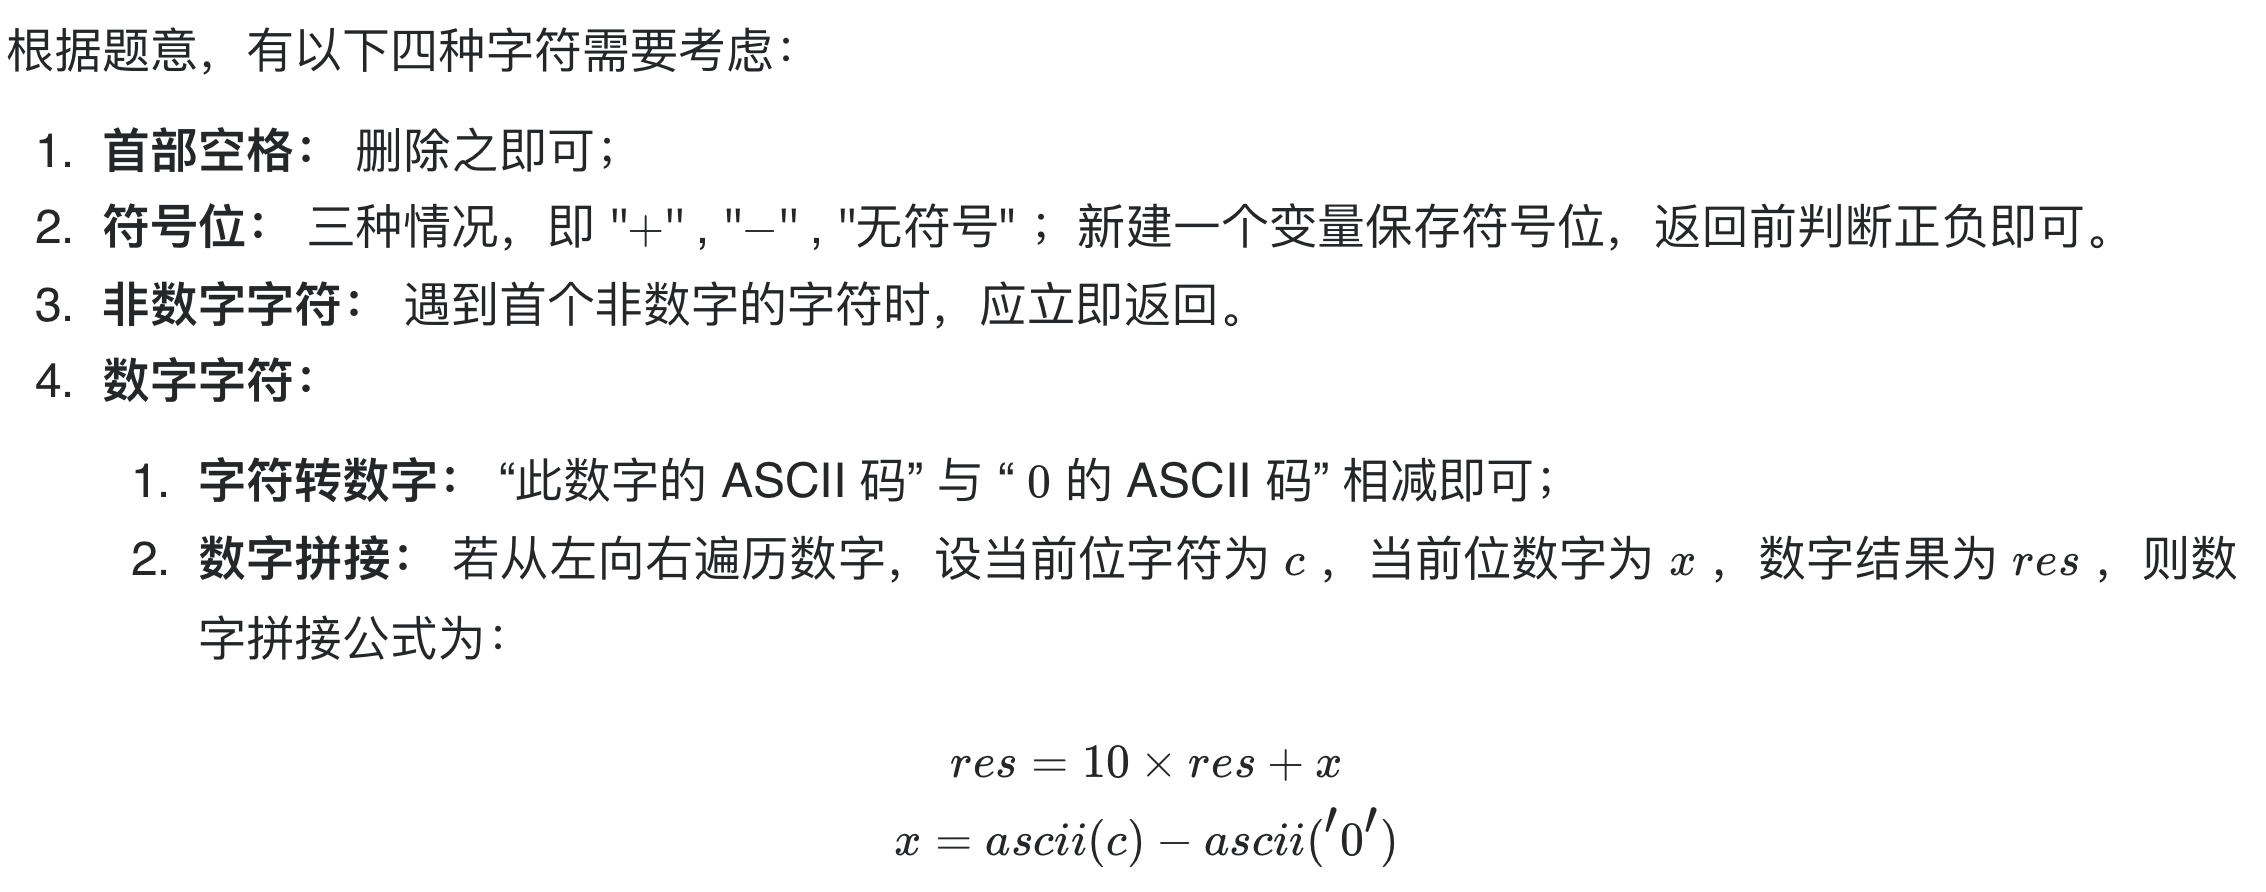 根据题意，有以下四种字符需要考虑：
1. 首部空格： 删除之即可；
2. 符号位： 三种情况，即 "+" , "−" , "无符号" ；新建一个变量保存符号位，返回前判断正负即可。
3. 非数字字符： 遇到首个非数字的字符时，应立即返回。
4. 数字字符：
1. 字符转数字： “此数字的 ASCII 码” 与 “ 0 的 ASCII 码” 相减即可；
2. 数字拼接： 若从左向右遍历数字，设当前位字符为 c ，当前位数字为 x ，数字结果为 res ，则数
字拼接公式为：
res = 10 × res + x
x = ascii(c) − ascii('0')